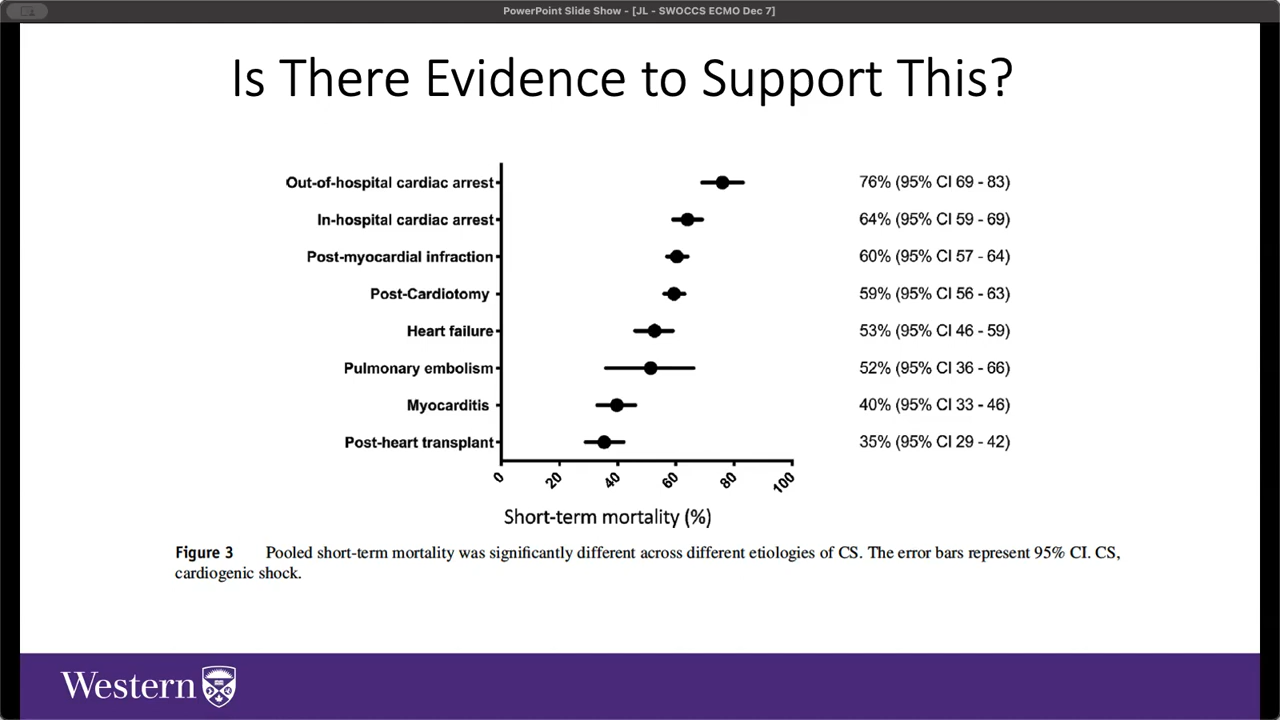 PowerPoint Slide Show - [JL - SWOCCS ECMO Dec 7]
Is There Evidence to Support This?
Out-of-hospital cardiac arrest 76% (95% CI 69 - 83)
In-hospital cardiac arrest 64% (95% CI 59 - 69)
Post-myocardial infraction 60% (95% CI 57 - 64)
Post-Cardiotomy 59% (95% CI 56 - 63)
Heart failure 53% (95% CI 46 - 59)
Pulmonary embolism 52% (95% CI 36 - 66)
Myocarditis 40% (95% CI 33 - 46)
Post-heart transplant 35% (95% CI 29 - 42)
0 20 40 60 80 100
Short-term mortality (%)
Figure 3 Pooled short-term mortality was significantly different across different etiologies of CS. The error bars represent 95% CI. CS,
cardiogenic shock.
Western